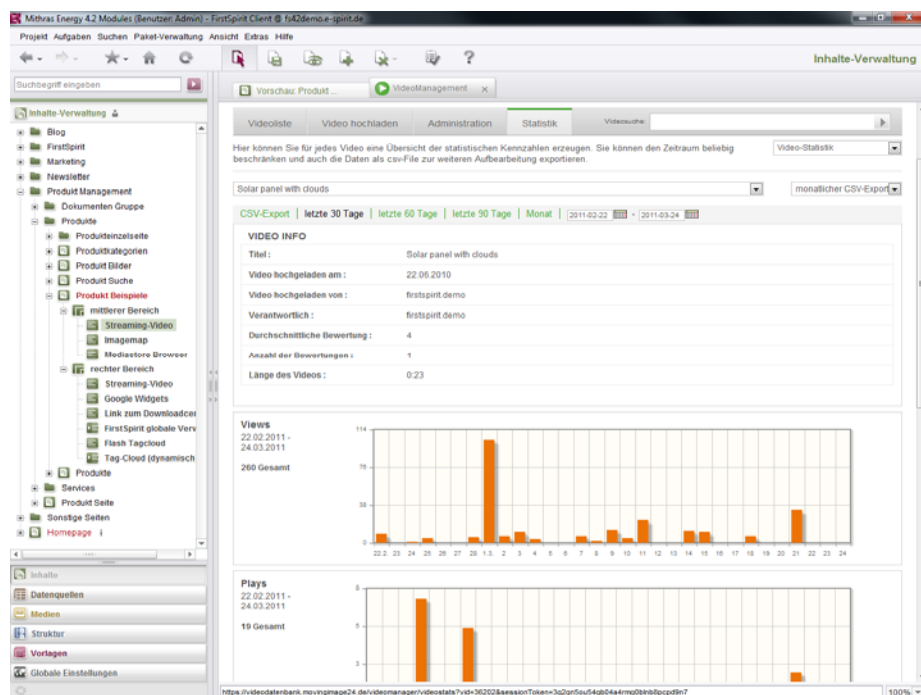 Mithras Energy 4.2 Modules (Benutzer: Admin) - FirstSpirit Client @ fs42demo.e-spirit.de
Projekt Aufgaben Suchen Paket-Verwaltung Ansicht Extras Hilfe
Inhalte-Verwaltung
Suchbegriff eingeben
Vorschau: Produkt ...
VideoManagement
Inhalte-Verwaltung
Blog
FirstSpirit
Marketing
Newsletter
Produkt Management
Dokumenten Gruppe
Produkte
Produkteinzelseite
Produktkategorien
Produkt Bilder
Produkt Suche
Produkt Beispiele
mittlerer Bereich
Streaming-Video
Imagemap
Mediastore Browser
rechter Bereich
Streaming-Video
Google Widgets
Link zum Downloadcen
FirstSpirit globale Verw
Flash Tagcloud
Tag-Cloud (dynamisch
Produkte
Services
Produkt Seite
Sonstige Seiten
Homepage
Inhalte
Datenquellen
Medien
Struktur
Vorlagen
Globale Einstellungen
Videoliste Video hochladen Administration Statistik Videosuche:
Hier können Sie für jedes Video eine Übersicht der statistischen Kennzahlen erzeugen. Sie können den Zeitraum beliebig
beschränken und auch die Daten als csv-File zur weiteren Aufbearbeitung exportieren.
Video-Statistik
Solar panel with clouds
monatlicher CSV-Export
CSV-Export | letzte 30 Tage | letzte 60 Tage | letzte 90 Tage | Monat | 2011-02-22 - 2011-03-24
VIDEO INFO
Titel : Solar panel with clouds
Video hochgeladen am : 22.06.2010
Video hochgeladen von : firstspirit.demo
Verantwortlich : firstspirit.demo
Durchschnittliche Bewertung : 4
Anzahl der Bewertungen : 1
Länge des Videos : 0:23
Views
22.02.2011 -
24.03.2011
260 Gesamt
114
76
38
0
22.2. 23 24 25 26 27 28 1.3. 2 3 4 5 6 7 8 9 10 11 12 13 14 15 16 17 18 19 20 21 22 23 24
Plays
22.02.2011 -
24.03.2011
19 Gesamt
5
3
100%